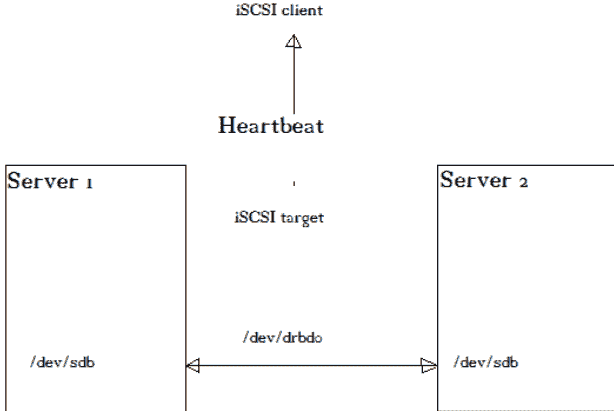 iSCSI client
Heartbeat
Server 1
Server 2
iSCSI target
/dev/drbd0
/dev/sdb
/dev/sdb